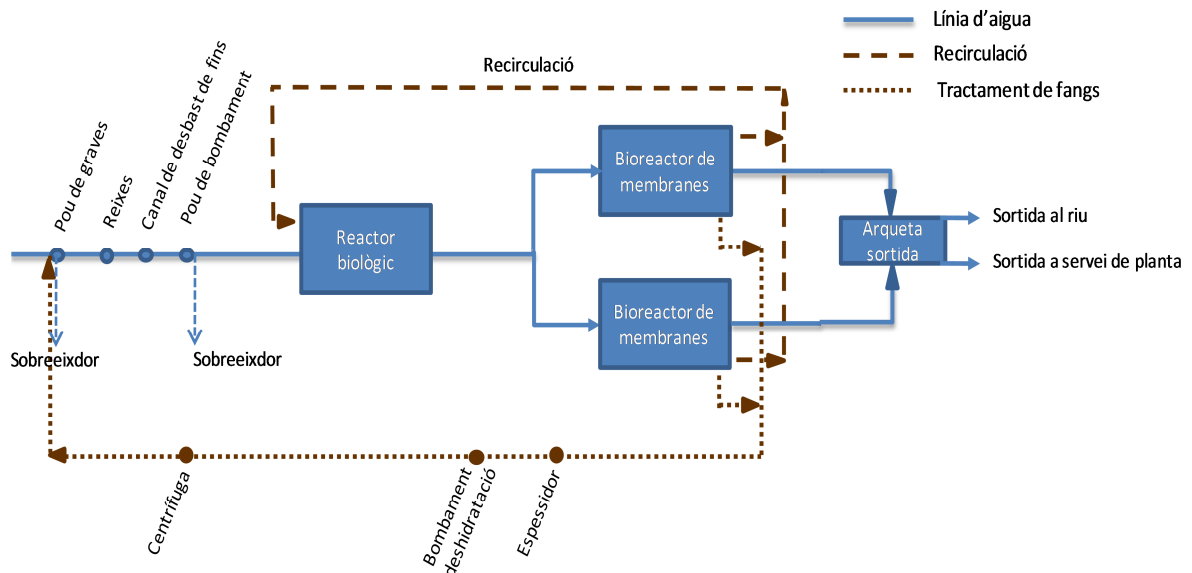 Línia d'aigua
Recirculació
Tractament de fangs
Recirculació
Pou de graves
Reixes
Canal de desbast de fins
Pou de bombament
Bioreactor de
membranes
Reactor
biològic
Arqueta
sortida
Sortida al riu
Sortida a servei de planta
Bioreactor de
membranes
Sobreeixdor
Sobreeixdor
Centrífuga
Bombament
deshidratació
Espessidor